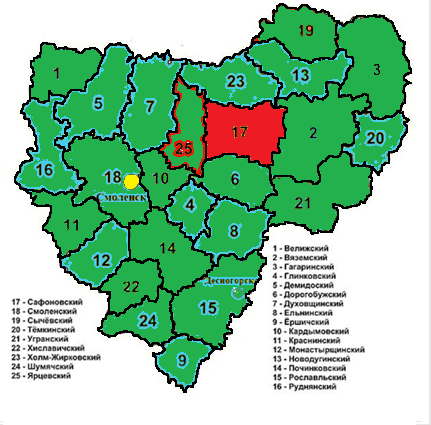 19
1
3
23
13
5
7
17
2
25
20
16
18
10
6
Смоленск
4
21
11
8
14
12
Десногорск
22
15
24
9
1 - Велижский
2 - Вяземский
3 - Гагаринский
4 - Глинковский
5 - Демидоский
6 - Дорогобужский
7 - Духовщинский
8 - Ельнинский
9 - Ершичский
10 - Кардымовский
11 - Краснинский
12 - Монастырщинский
13 - Новодугинский
14 - Починковский
15 - Рославльский
16 - Руднянский
17 - Сафоновский
18 - Смоленский
19 - Сычёвский
20 - Тёмкинский
21 - Угранский
22 - Хиславичский
23 - Холм-Жирковский
24 - Шумячский
25 - Ярцевский